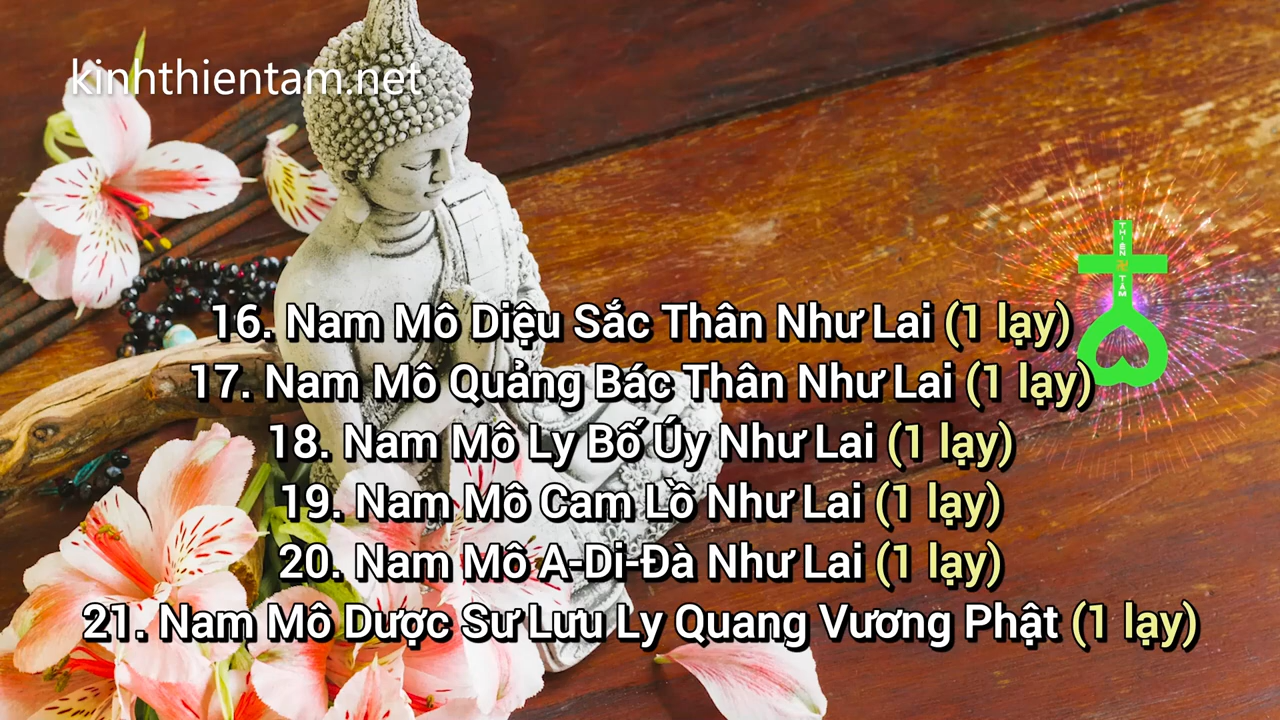 kinhthientam.net
THIÊN
TÂM
16. Nam Mô Diệu Sắc Thân Như Lai (1 lạy)
17. Nam Mô Quảng Bác Thân Như Lai (1 lạy)
18. Nam Mô Ly Bố Úy Như Lai (1 lạy)
19. Nam Mô Cam Lồ Như Lai (1 lạy)
20. Nam Mô A-Di-Đà Như Lai (1 lạy)
21. Nam Mô Dược Sư Lưu Ly Quang Vương Phật (1 lạy)